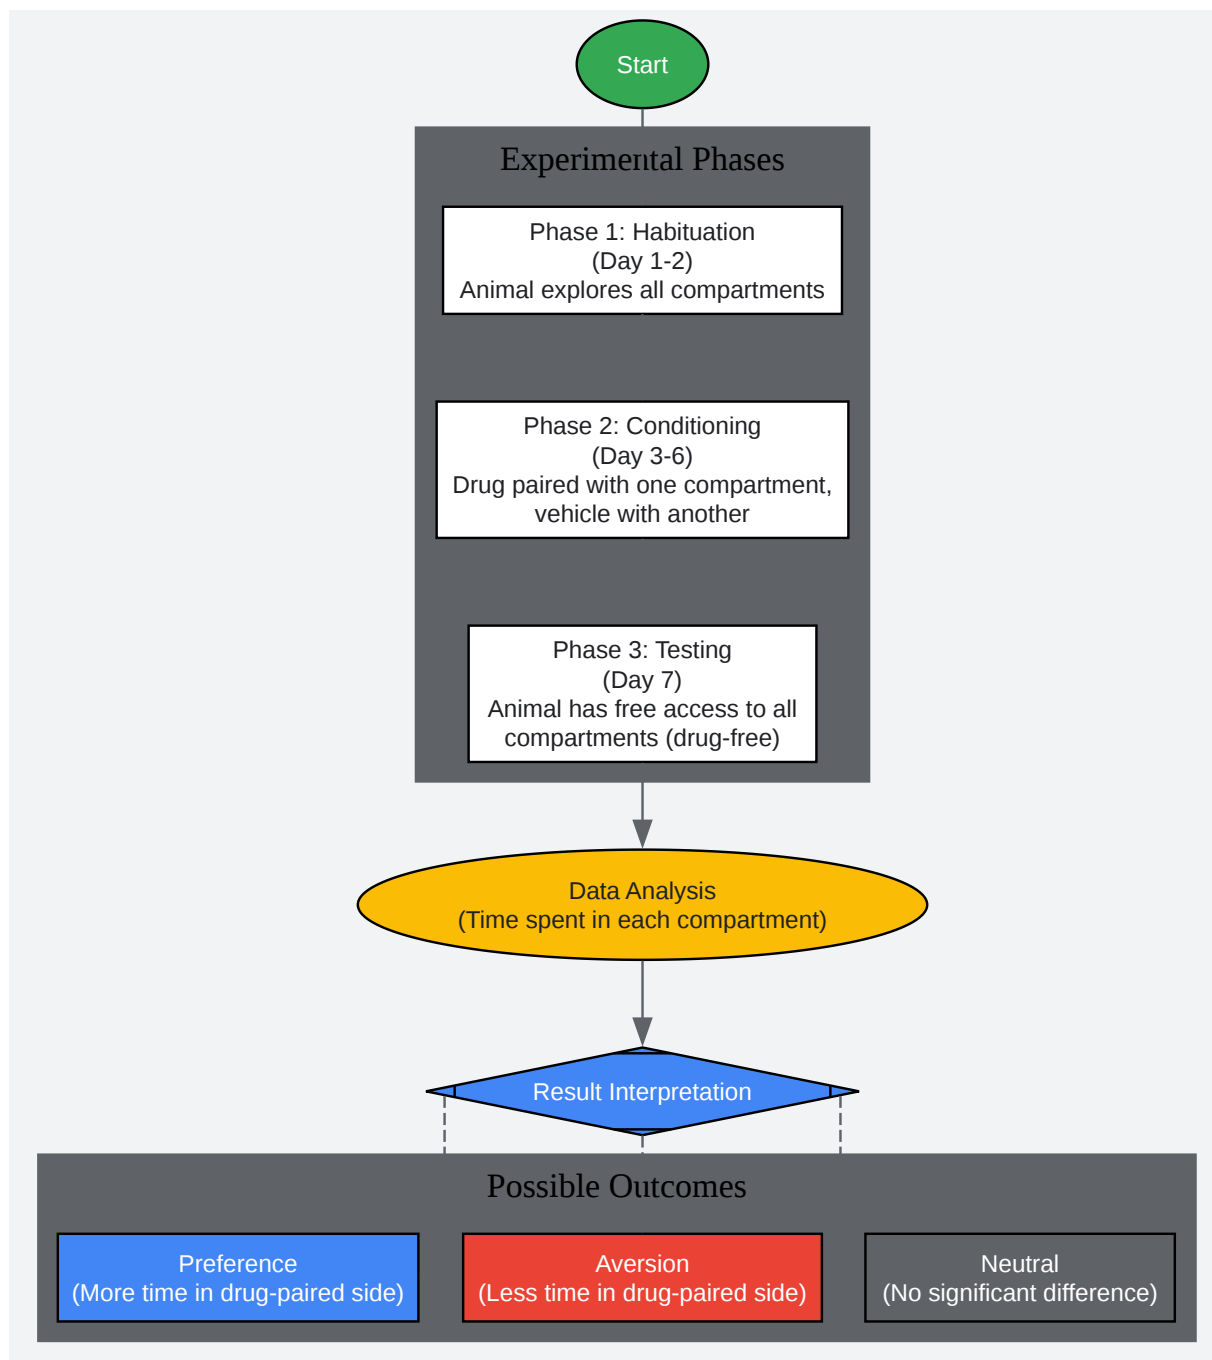 Start
Experimental Phases
Phase 1: Habituation
(Day 1-2)
Animal explores all compartments
Phase 2: Conditioning
(Day 3-6)
Drug paired with one compartment,
vehicle with another
Phase 3: Testing
(Day 7)
Animal has free access to all
compartments (drug-free)
Data Analysis
(Time spent in each compartment)
Result Interpretation
Possible Outcomes
Preference
(More time in drug-paired side)
Aversion
(Less time in drug-paired side)
Neutral
(No significant difference)